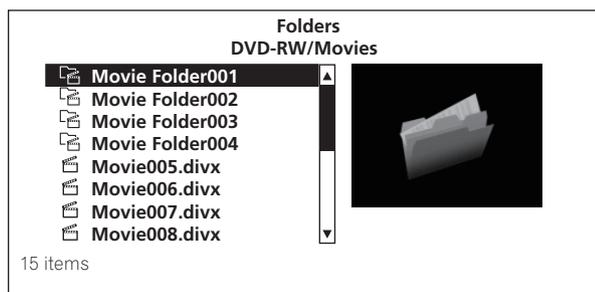 Folders
DVD-RW/Movies
Movie Folder001
Movie Folder002
Movie Folder003
Movie Folder004
Movie005.divx
Movie006.divx
Movie007.divx
Movie008.divx
15 items